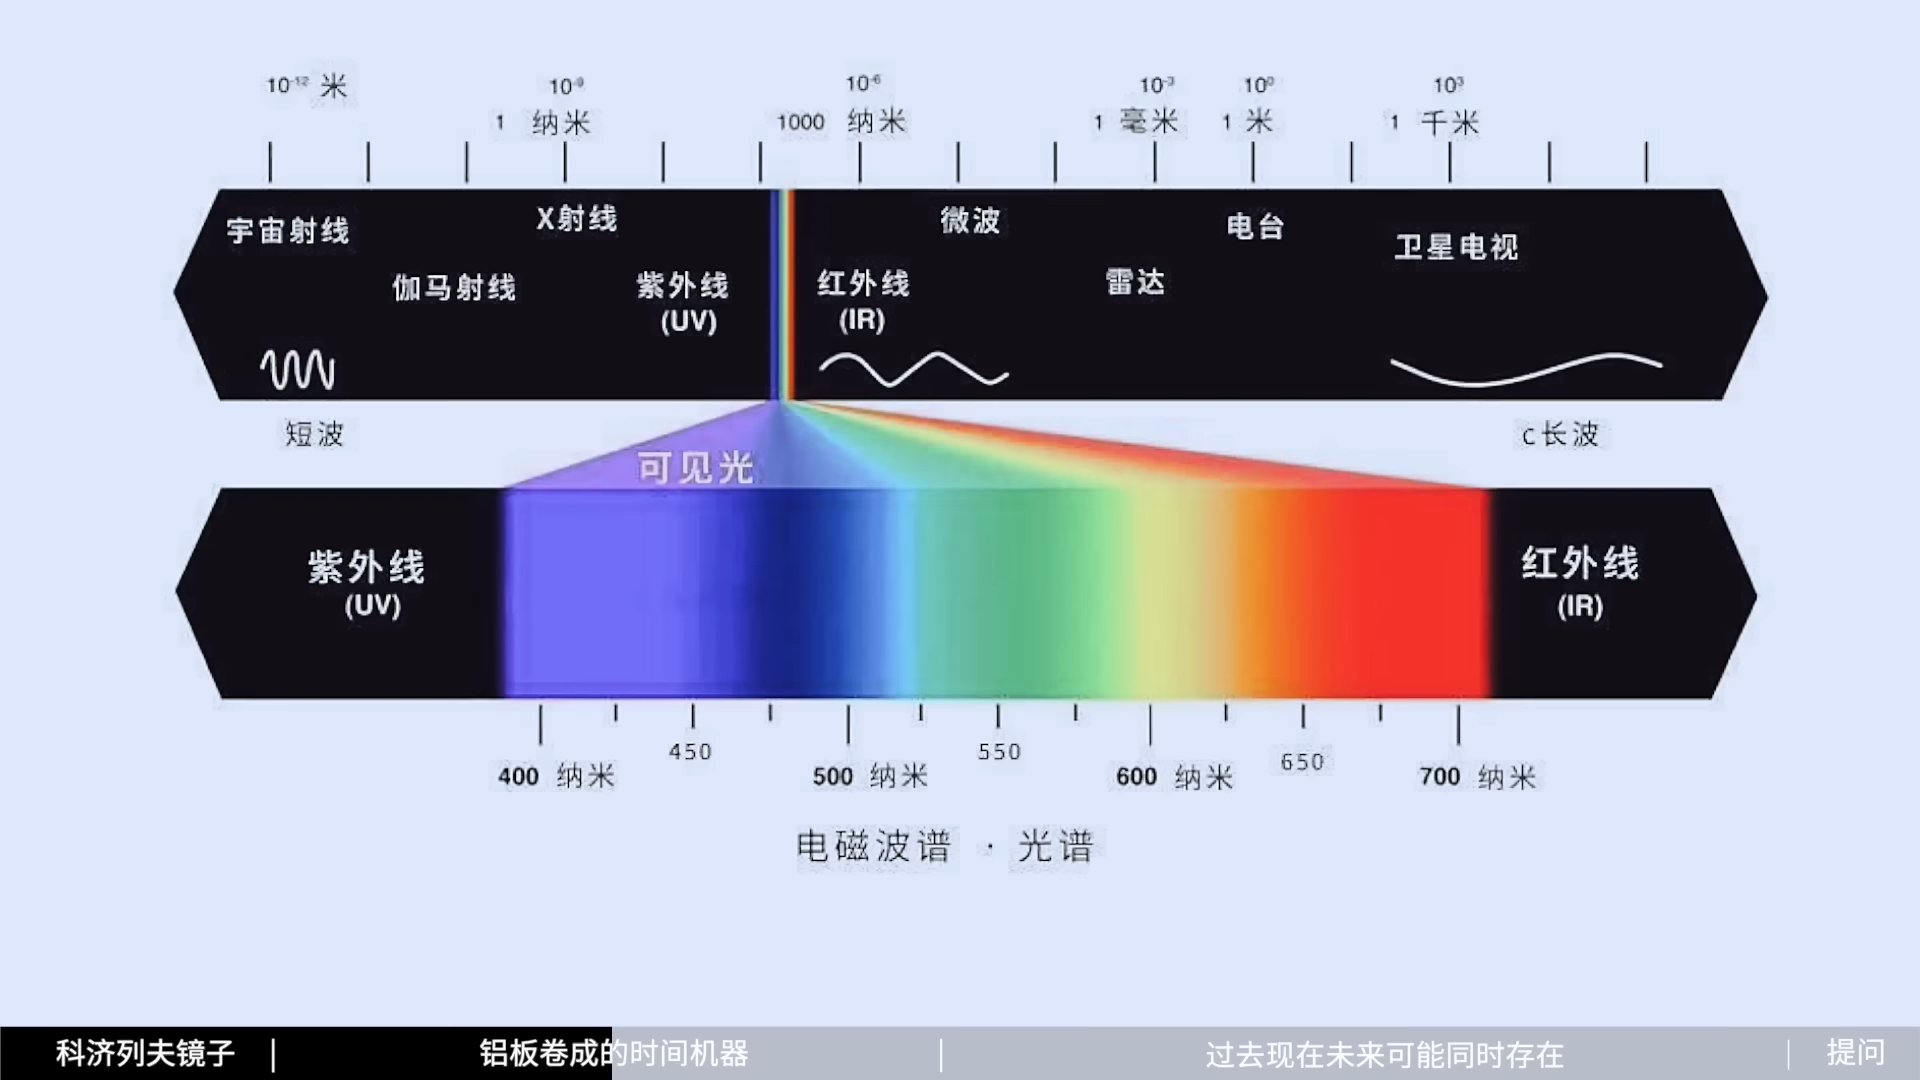 10⁻¹² 米
10⁻⁹
10⁻⁶
10⁻³
10⁰
10³
1 纳米
1000 纳米
1 毫米
1 米
1 千米
宇宙射线
X射线
微波
电台
卫星电视
伽马射线
紫外线
(UV)
红外线
(IR)
雷达
短波
c长波
可见光
紫外线
(UV)
红外线
(IR)
450
550
650
400 纳米
500 纳米
600 纳米
700 纳米
电磁波谱 · 光谱
科济列夫镜子 | 铝板卷成的时间机器 | 过去现在未来可能同时存在 | 提问